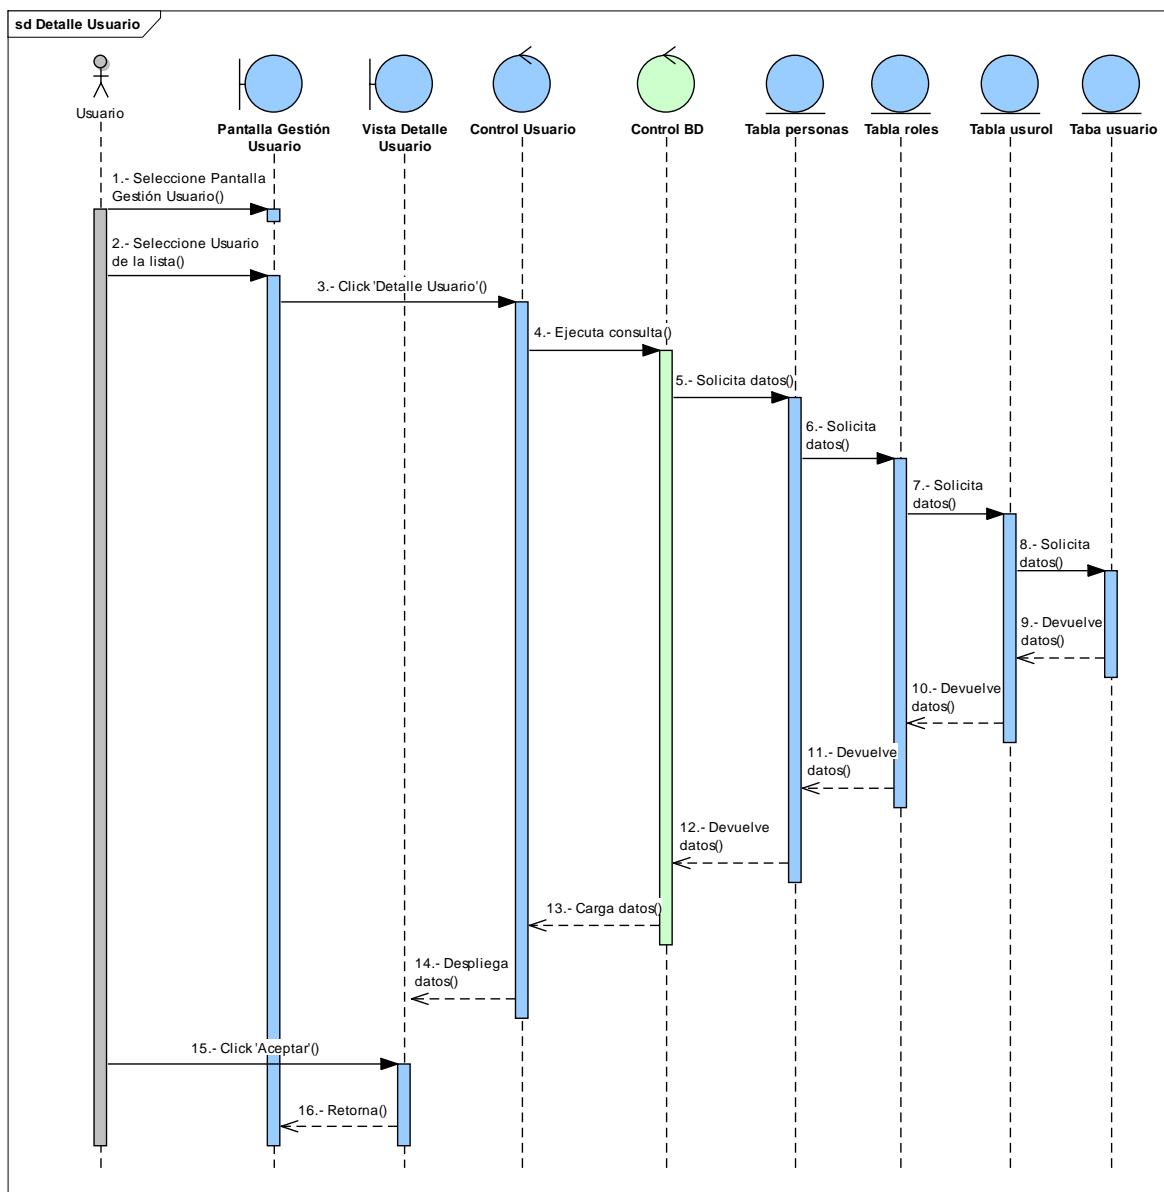 sd Detalle Usuario
Usuario
Pantalla Gestión
Usuario
Vista Detalle
Usuario
Control Usuario
Control BD
Tabla personas
Tabla roles
Tabla usurol
Taba usuario
1.- Seleccione Pantalla
Gestión Usuario()
2.- Seleccione Usuario
de la lista()
3.- Click 'Detalle Usuario'()
4.- Ejecuta consulta()
5.- Solicita datos()
6.- Solicita
datos()
7.- Solicita
datos()
8.- Solicita
datos()
9.- Devuelve
datos()
10.- Devuelve
datos()
11.- Devuelve
datos()
12.- Devuelve
datos()
13.- Carga datos()
14.- Despliega
datos()
15.- Click 'Aceptar'()
16.- Retorna()